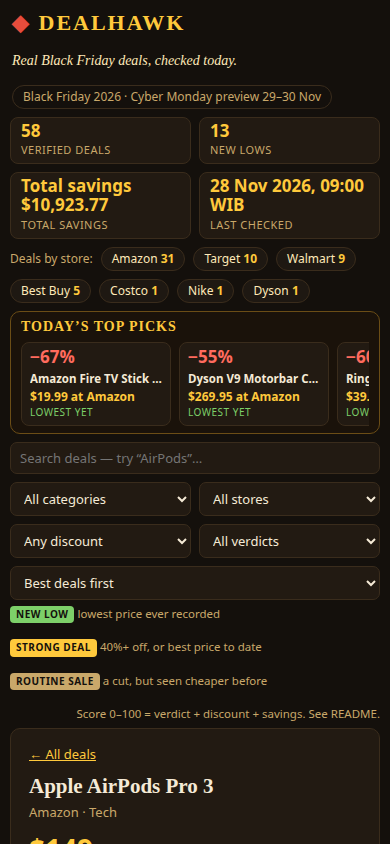 DEALHAWK
Real Black Friday deals, checked today.
Black Friday 2026 · Cyber Monday preview 29–30 Nov
58
VERIFIED DEALS
13
NEW LOWS
Total savings
$10,923.77
TOTAL SAVINGS
28 Nov 2026, 09:00
WIB
LAST CHECKED
Deals by store: Amazon 31 Target 10 Walmart 9
Best Buy 5 Costco 1 Nike 1 Dyson 1
TODAY'S TOP PICKS
−67%
Amazon Fire TV Stick ...
$19.99 at Amazon
LOWEST YET
−55%
Dyson V9 Motorbar C...
$269.95 at Amazon
LOWEST YET
Ring
$39.
LOW
Search deals — try “AirPods”…
All categories All stores
Any discount All verdicts
Best deals first
NEW LOW lowest price ever recorded
STRONG DEAL 40%+ off, or best price to date
ROUTINE SALE a cut, but seen cheaper before
Score 0–100 = verdict + discount + savings. See README.
← All deals
Apple AirPods Pro 3
Amazon · Tech